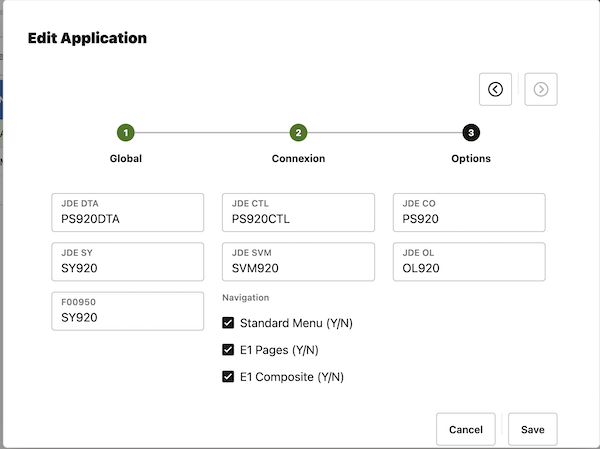 Edit Application
1
2
3
Global
Connexion
Options
JDE DTA
PS920DTA
JDE CTL
PS920CTL
JDE CO
PS920
JDE SY
SY920
JDE SVM
SVM920
JDE OL
OL920
F00950
SY920
Navigation
Standard Menu (Y/N)
E1 Pages (Y/N)
E1 Composite (Y/N)
Cancel
Save